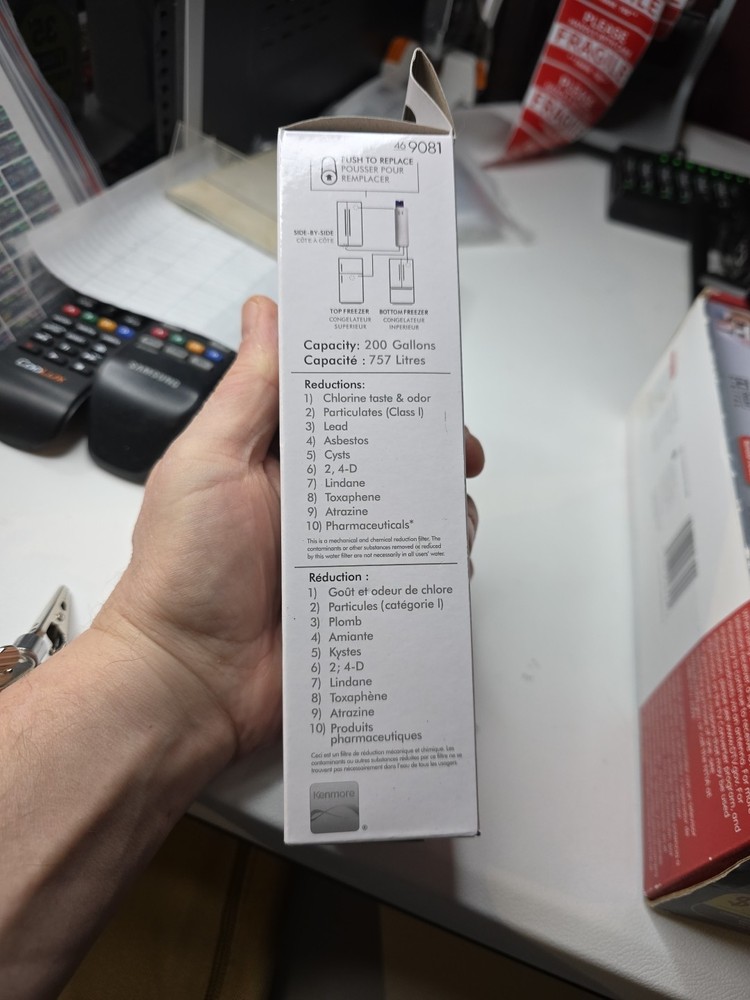 46 9081
PUSH TO REPLACE
POUSSER POUR
REMPLACER
SIDE-BY-SIDE
CÔTE À CÔTE
TOP FREEZER
CONGÉLATEUR
SUPÉRIEUR
BOTTOM FREEZER
CONGÉLATEUR
INFÉRIEUR
Capacity: 200 Gallons
Capacité : 757 Litres
Reductions:
1) Chlorine taste & odor
2) Particulates (Class I)
3) Lead
4) Asbestos
5) Cysts
6) 2, 4-D
7) Lindane
8) Toxaphene
9) Atrazine
10) Pharmaceuticals*
This is a mechanical and chemical reduction filter. The
contaminants or other substances removed or reduced
by this water filter are not necessarily in all users' water.
Réduction :
1) Goût et odeur de chlore
2) Particules (catégorie I)
3) Plomb
4) Amiante
5) Kystes
6) 2; 4-D
7) Lindane
8) Toxaphène
9) Atrazine
10) Produits
pharmaceutiques
Ceci est un filtre de réduction mécanique et chimique. Les
contaminants ou autres substances réduites par ce filtre ne se
trouvent pas nécessairement dans l'eau de tous les usagers.
Kenmore
®
SAMSUNG
PLEASE
FRAGILE